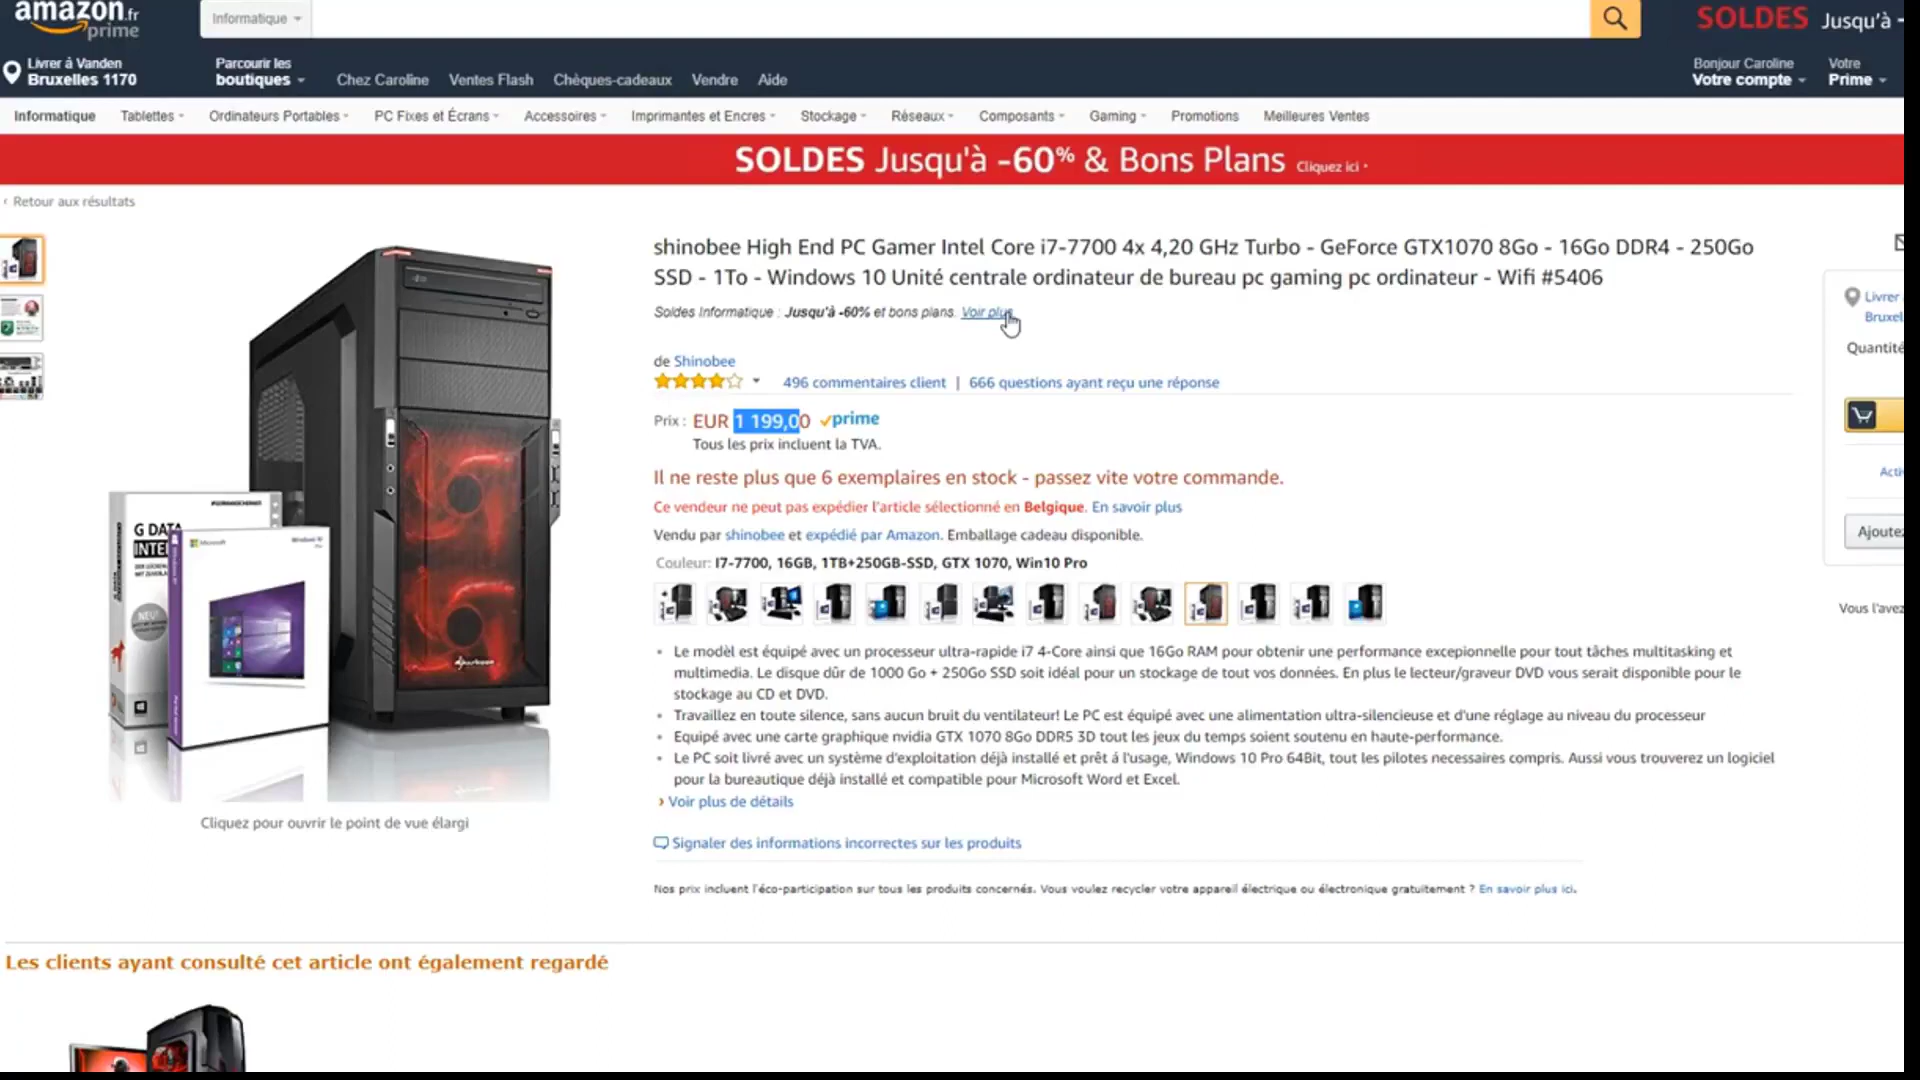 amazon.fr
prime
Informatique
SOLDES Jusqu'à -
Livrer à Vanden
Bruxelles 1170
Parcourir les
boutiques
Chez Caroline
Ventes Flash
Chèques-cadeaux
Vendre
Aide
Bonjour Caroline
Votre compte
Votre
Prime
Informatique
Tablettes
Ordinateurs Portables
PC Fixes et Écrans
Accessoires
Imprimantes et Encres
Stockage
Réseaux
Composants
Gaming
Promotions
Meilleures Ventes
SOLDES Jusqu'à -60% & Bons Plans Cliquez ici
‹ Retour aux résultats
shinobee High End PC Gamer Intel Core i7-7700 4x 4,20 GHz Turbo - GeForce GTX1070 8Go - 16Go DDR4 - 250Go
SSD - 1To - Windows 10 Unité centrale ordinateur de bureau pc gaming pc ordinateur - Wifi #5406
Soldes Informatique : Jusqu'à -60% et bons plans. Voir plus
de Shinobee
496 commentaires client | 666 questions ayant reçu une réponse
Prix : EUR 1 199,00 prime
Tous les prix incluent la TVA.
Il ne reste plus que 6 exemplaires en stock - passez vite votre commande.
Ce vendeur ne peut pas expédier l'article sélectionné en Belgique. En savoir plus
Vendu par shinobee et expédié par Amazon. Emballage cadeau disponible.
Couleur: I7-7700, 16GB, 1TB+250GB-SSD, GTX 1070, Win10 Pro
• Le modèl est équipé avec un processeur ultra-rapide i7 4-Core ainsi que 16Go RAM pour obtenir une performance excepionnelle pour tout tâches multitasking et
multimedia. Le disque dûr de 1000 Go + 250Go SSD soit idéal pour un stockage de tout vos données. En plus le lecteur/graveur DVD vous serait disponible pour le
stockage au CD et DVD.
• Travaillez en toute silence, sans aucun bruit du ventilateur! Le PC est équipé avec une alimentation ultra-silencieuse et d'une réglage au niveau du processeur
• Equipé avec une carte graphique nvidia GTX 1070 8Go DDR5 3D tout les jeux du temps soient soutenu en haute-performance.
• Le PC soit livré avec un système d'exploitation déjà installé et prêt á l'usage, Windows 10 Pro 64Bit, tout les pilotes necessaires compris. Aussi vous trouverez un logiciel
pour la bureautique déjà installé et compatible pour Microsoft Word et Excel.
› Voir plus de détails
Signaler des informations incorrectes sur les produits
Nos prix incluent l'éco-participation sur tous les produits concernés. Vous voulez recycler votre appareil électrique ou électronique gratuitement ? En savoir plus ici.
Livrer
Bruxel
Quantité
Activ
Ajoutez
Vous l'avez
G DATA
INTE
NEU
Microsoft
Windows 10
Sharkoon
Cliquez pour ouvrir le point de vue élargi
Les clients ayant consulté cet article ont également regardé